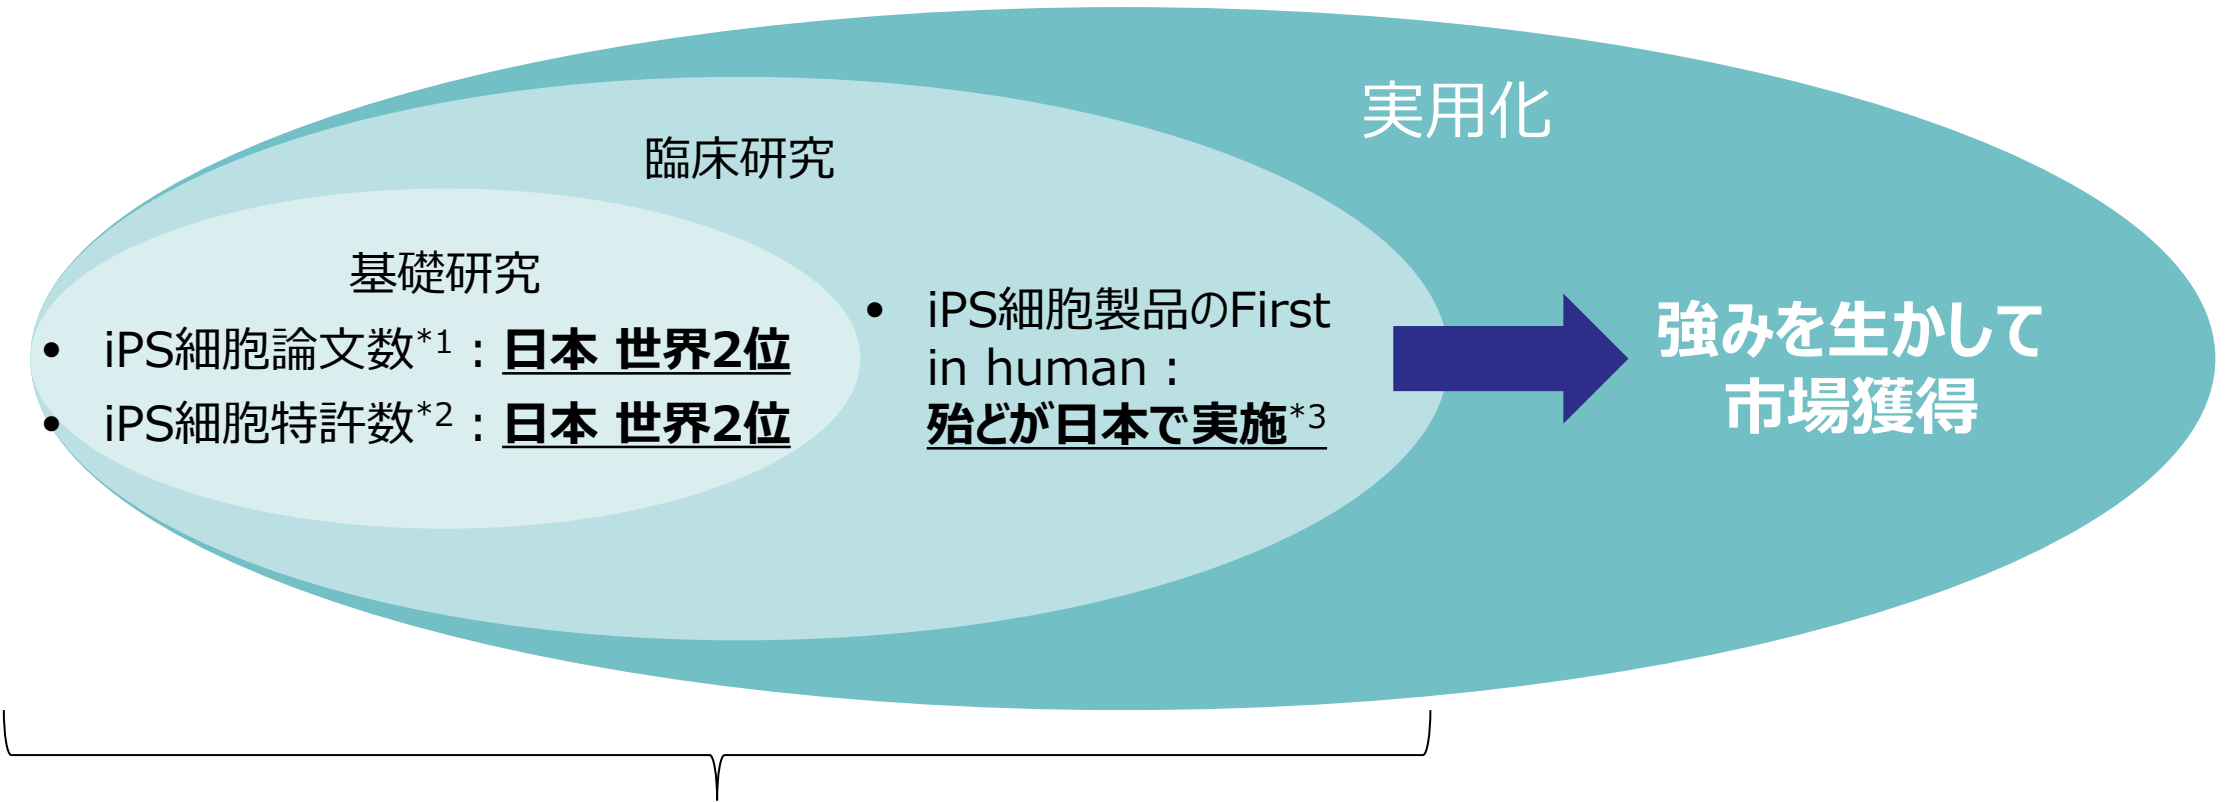 実用化
臨床研究
基礎研究
• iPS細胞論文数*1：日本 世界2位
• iPS細胞特許数*2：日本 世界2位
• iPS細胞製品のFirst
in human：
殆どが日本で実施*3
強みを生かして
市場獲得